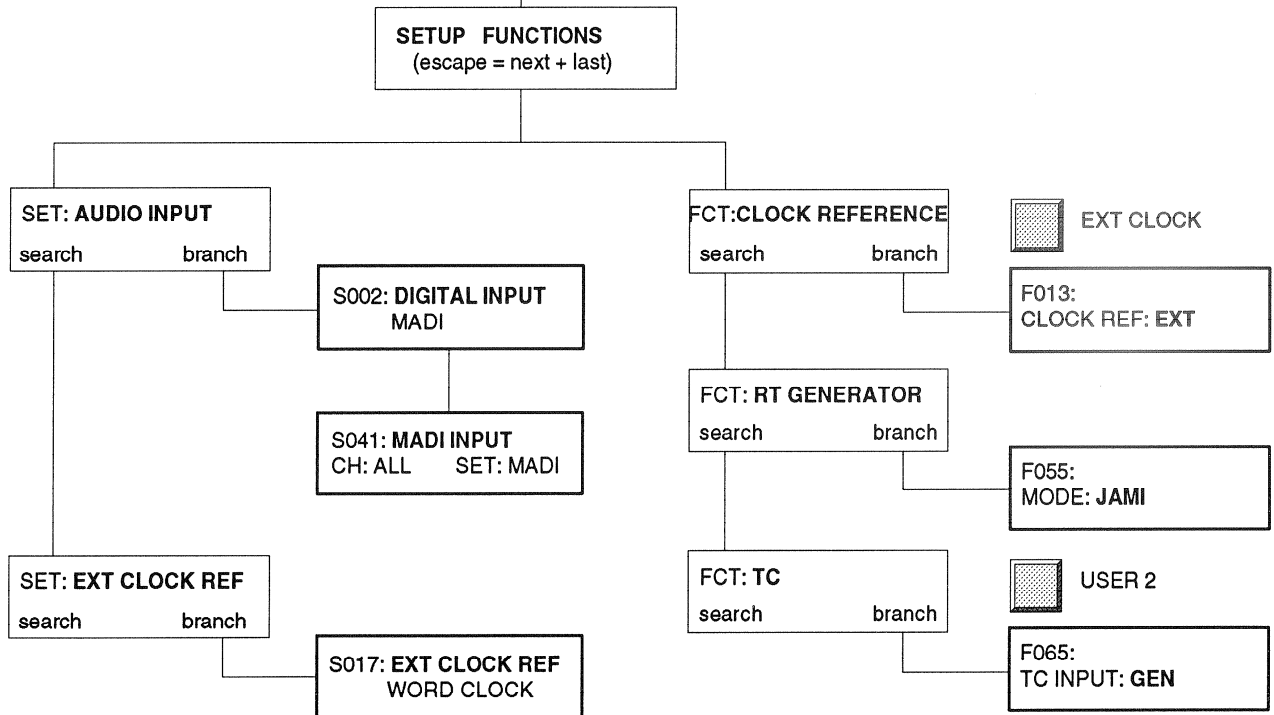 SETUP FUNCTIONS
(escape = next + last)
SET: AUDIO INPUT
search branch
S002: DIGITAL INPUT
MADI
S041: MADI INPUT
CH: ALL SET: MADI
SET: EXT CLOCK REF
search branch
S017: EXT CLOCK REF
WORD CLOCK
FCT:CLOCK REFERENCE
search branch
EXT CLOCK
F013:
CLOCK REF: EXT
FCT: RT GENERATOR
search branch
F055:
MODE: JAMI
FCT: TC
search branch
USER 2
F065:
TC INPUT: GEN